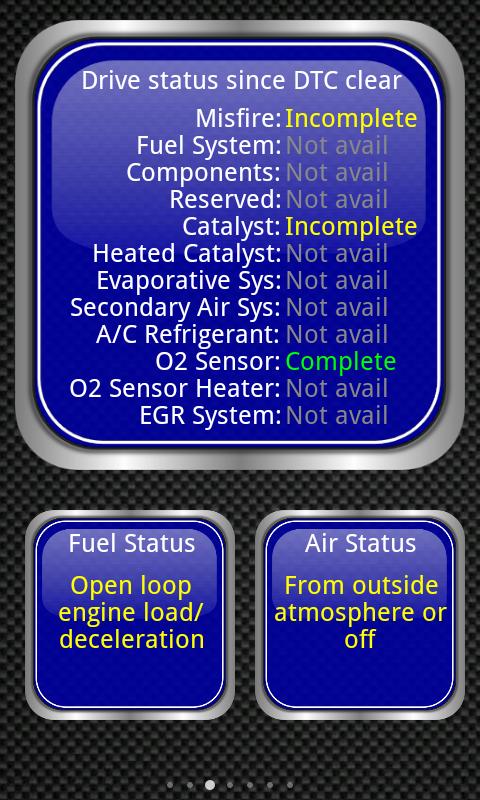 Drive status since DTC clear
Misfire: Incomplete
Fuel System: Not avail
Components: Not avail
Reserved: Not avail
Catalyst: Incomplete
Heated Catalyst: Not avail
Evaporative Sys: Not avail
Secondary Air Sys: Not avail
A/C Refrigerant: Not avail
O2 Sensor: Complete
O2 Sensor Heater: Not avail
EGR System: Not avail
Fuel Status
Open loop
engine load/
deceleration
Air Status
From outside
atmosphere or
off